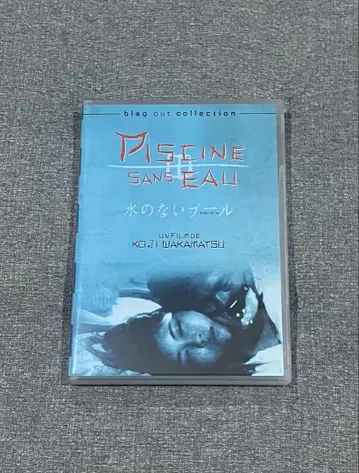 blaq out collection
PISCINE
SANS EAU
水のないプール
UN FILM DE
KOJI WAKAMATSU